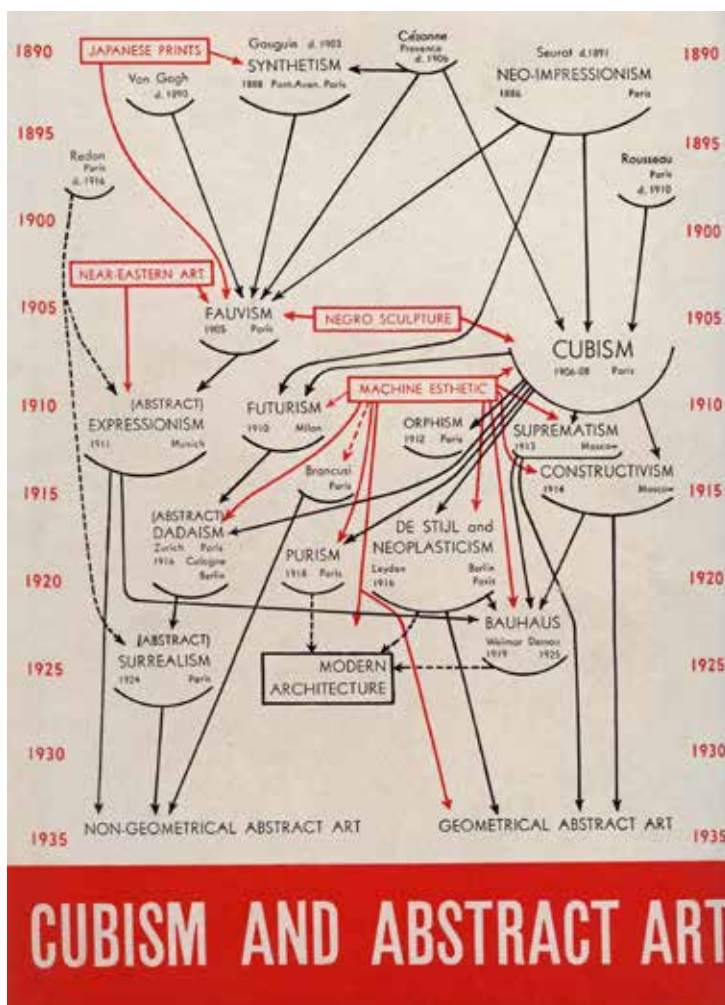 1890
JAPANESE PRINTS
Van Gogh
d. 1890
Gauguin d. 1903
SYNTHETISM
1888 Pont-Aven, Paris
Cézanne
Provence
d. 1906
Seurat d.1891
NEO-IMPRESSIONISM
1886 Paris
1890
1895
1895
Redon
Paris
d. 1916
Rousseau
Paris
d. 1910
1900
1900
NEAR-EASTERN ART
1905
FAUVISM
1905 Paris
NEGRO SCULPTURE
CUBISM
1906-08 Paris
1905
1910
(ABSTRACT)
EXPRESSIONISM
1911 Munich
FUTURISM
1910 Milan
MACHINE ESTHETIC
ORPHISM
1912 Paris
SUPREMATISM
1913 Moscow
1910
Brancusi
Paris
CONSTRUCTIVISM
1914 Moscow
1915
1915
(ABSTRACT)
DADAISM
Zurich Paris
1916 Cologne
Berlin
PURISM
1918 Paris
DE STIJL and
NEOPLASTICISM
Leyden Berlin
1916 Paris
1920
1920
BAUHAUS
Weimar Dessau
1919 1925
(ABSTRACT)
SURREALISM
1924 Paris
MODERN
ARCHITECTURE
1925
1925
1930
1930
1935
NON-GEOMETRICAL ABSTRACT ART
GEOMETRICAL ABSTRACT ART
1935
CUBISM AND ABSTRACT ART